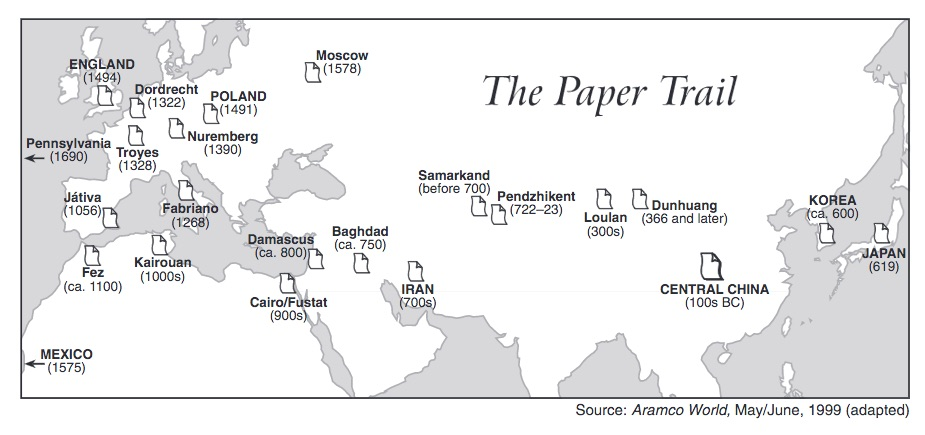 The Paper Trail
Moscow
(1578)
ENGLAND
(1494)
Dordrecht
(1322)
POLAND
(1491)
Nuremberg
(1390)
Pennsylvania
(1690)
Troyes
(1328)
Játiva
(1056)
Fabriano
(1268)
Fez
(ca. 1100)
Kairouan
(1000s)
Damascus
(ca. 800)
Baghdad
(ca. 750)
Cairo/Fustat
(900s)
IRAN
(700s)
Samarkand
(before 700)
Pendzhikent
(722–23)
Loulan
(300s)
Dunhuang
(366 and later)
KOREA
(ca. 600)
JAPAN
(619)
CENTRAL CHINA
(100s BC)
MEXICO
(1575)
Source: Aramco World, May/June, 1999 (adapted)